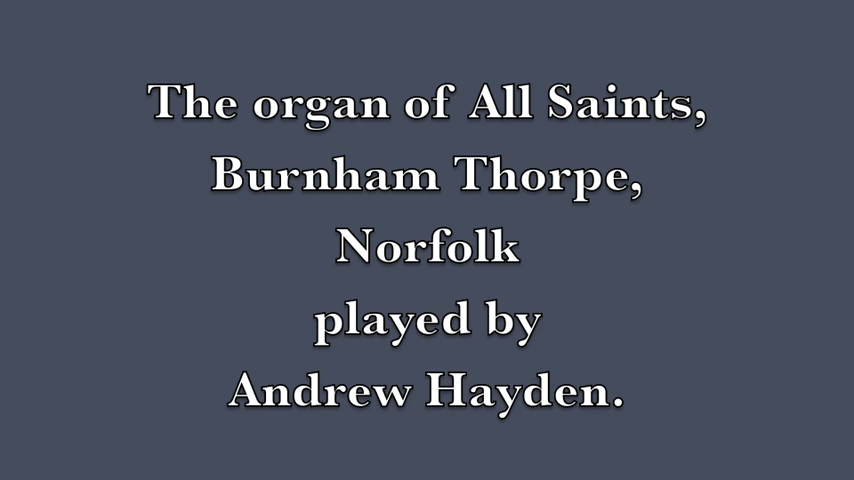 The organ of All Saints,
Burnham Thorpe,
Norfolk
played by
Andrew Hayden.